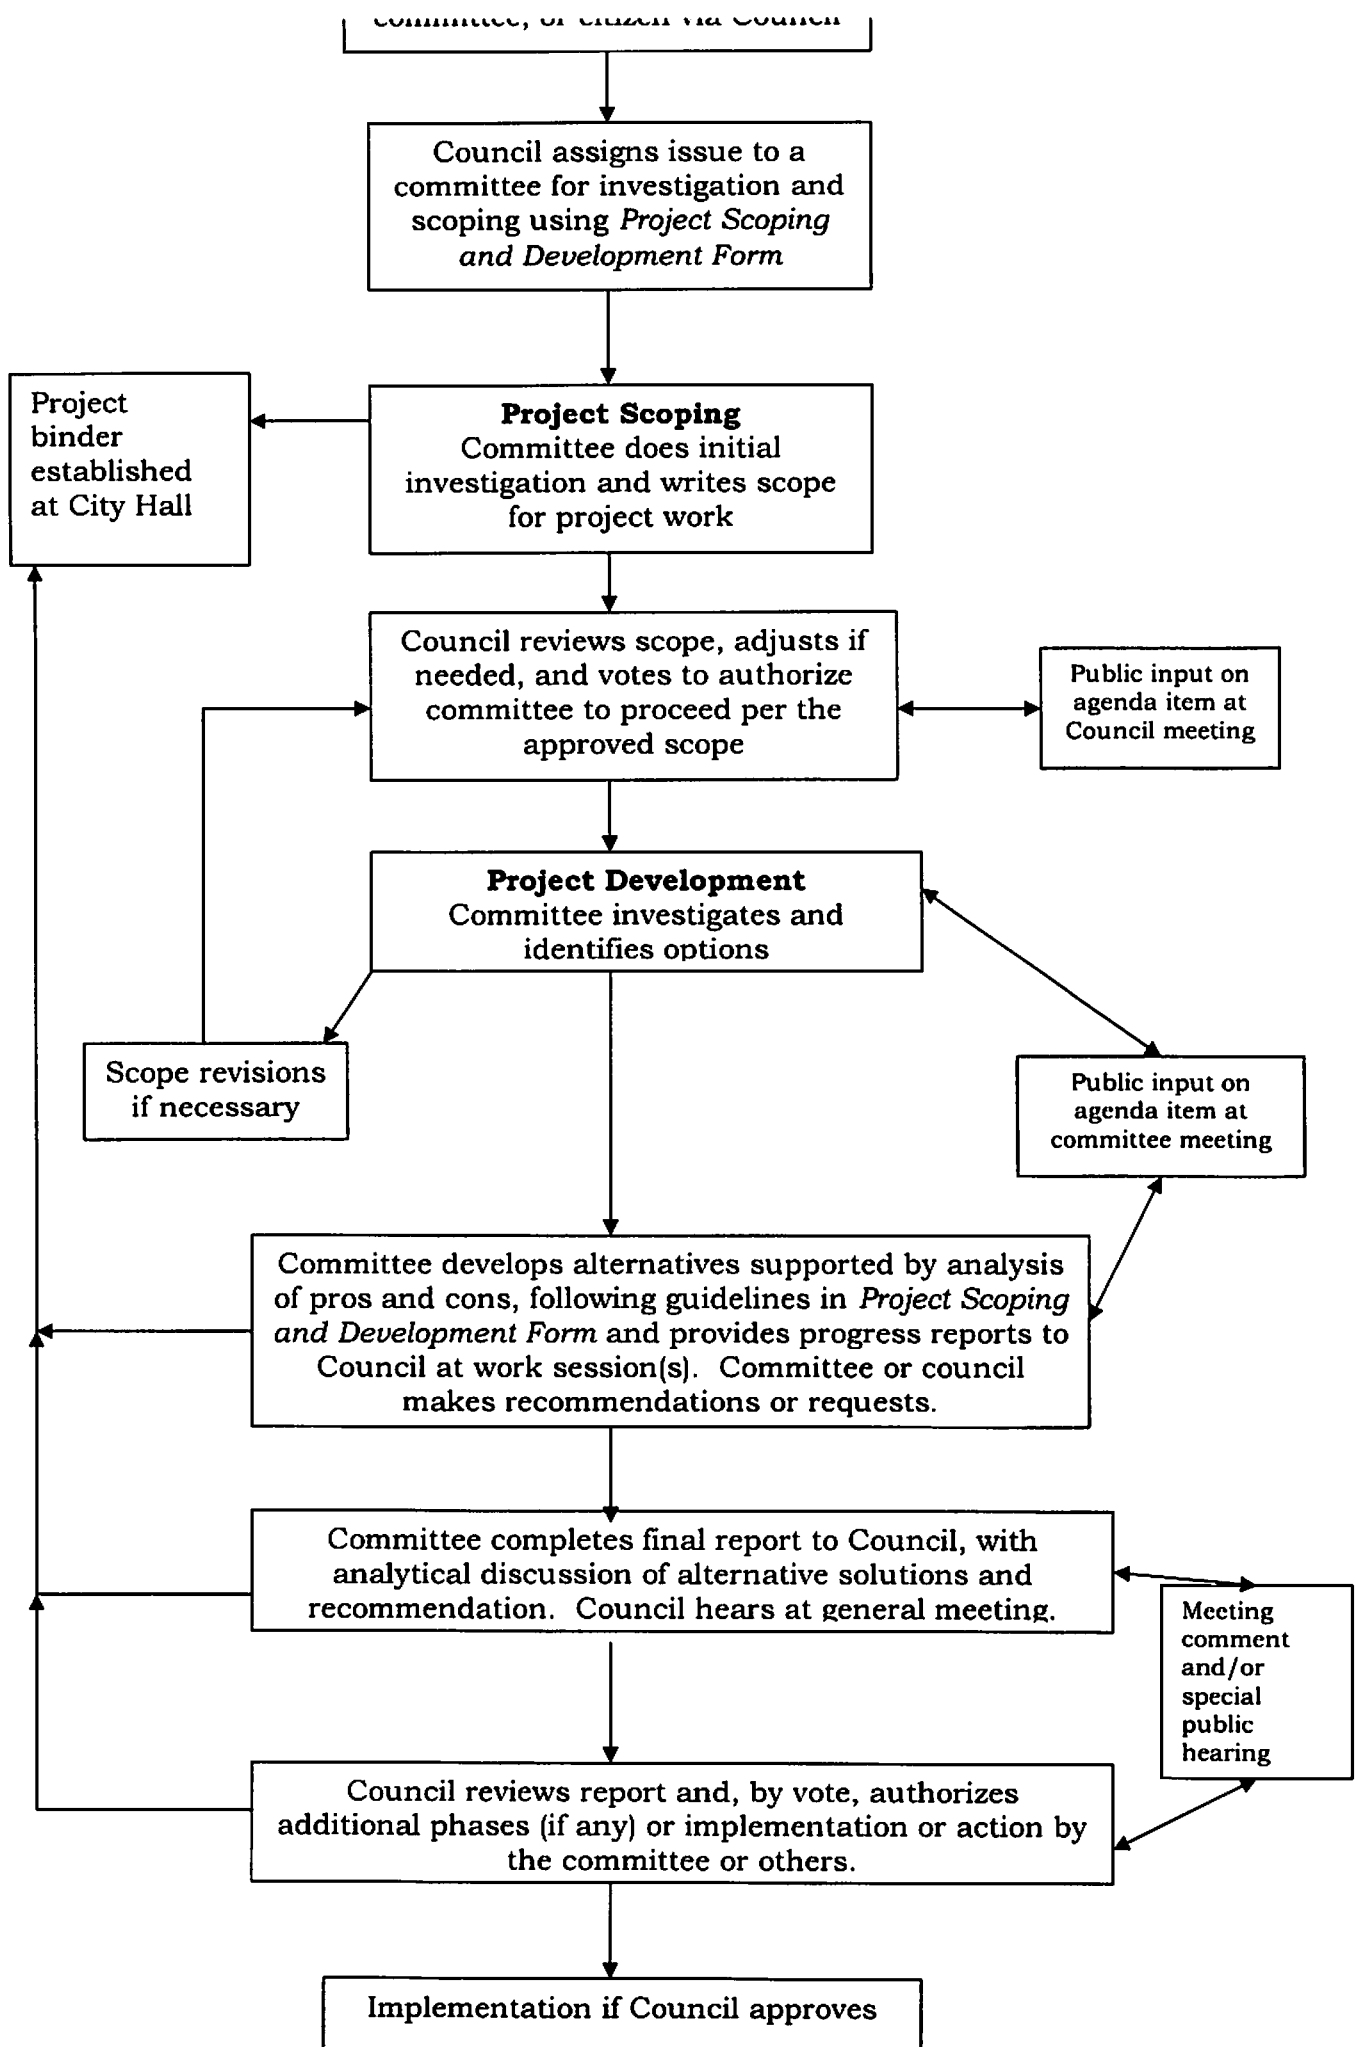 committee, or citizen via Council
Council assigns issue to a
committee for investigation and
scoping using Project Scoping
and Development Form
Project
binder
established
at City Hall
Project Scoping
Committee does initial
investigation and writes scope
for project work
Council reviews scope, adjusts if
needed, and votes to authorize
committee to proceed per the
approved scope
Public input on
agenda item at
Council meeting
Project Development
Committee investigates and
identifies options
Scope revisions
if necessary
Public input on
agenda item at
committee meeting
Committee develops alternatives supported by analysis
of pros and cons, following guidelines in Project Scoping
and Development Form and provides progress reports to
Council at work session(s). Committee or council
makes recommendations or requests.
Committee completes final report to Council, with
analytical discussion of alternative solutions and
recommendation. Council hears at general meeting.
Meeting
comment
and/or
special
public
hearing
Council reviews report and, by vote, authorizes
additional phases (if any) or implementation or action by
the committee or others.
Implementation if Council approves